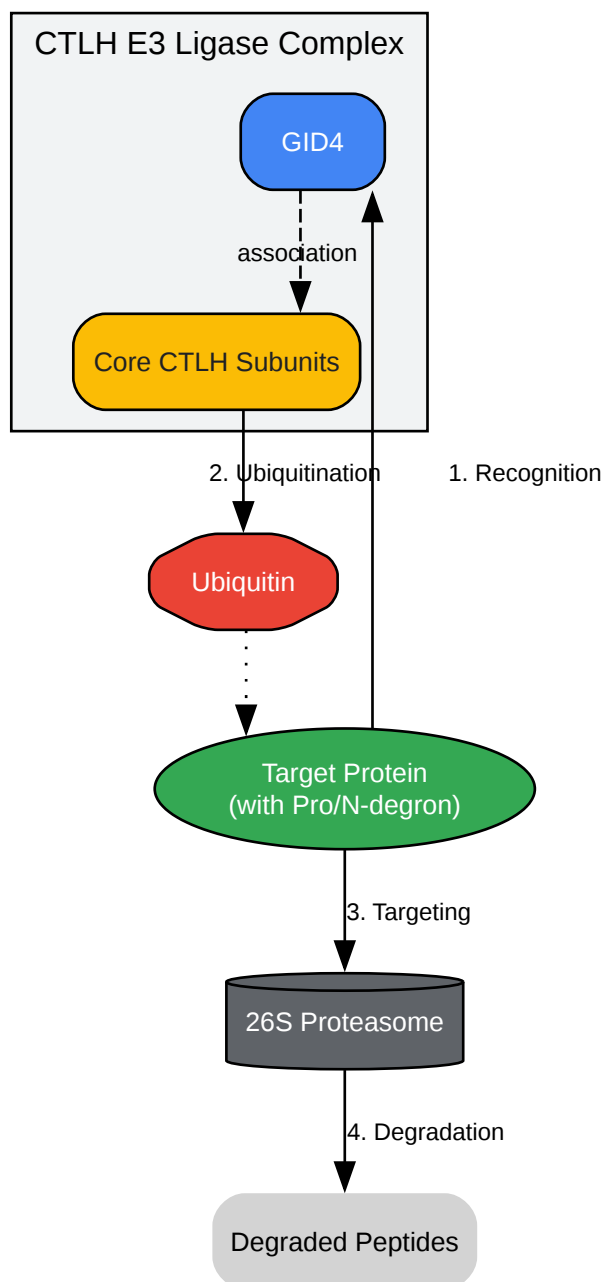 CTLH E3 Ligase Complex
GID4
association
Core CTLH Subunits
2. Ubiquitination
1. Recognition
Ubiquitin
Target Protein
(with Pro/N-degron)
3. Targeting
26S Proteasome
4. Degradation
Degraded Peptides